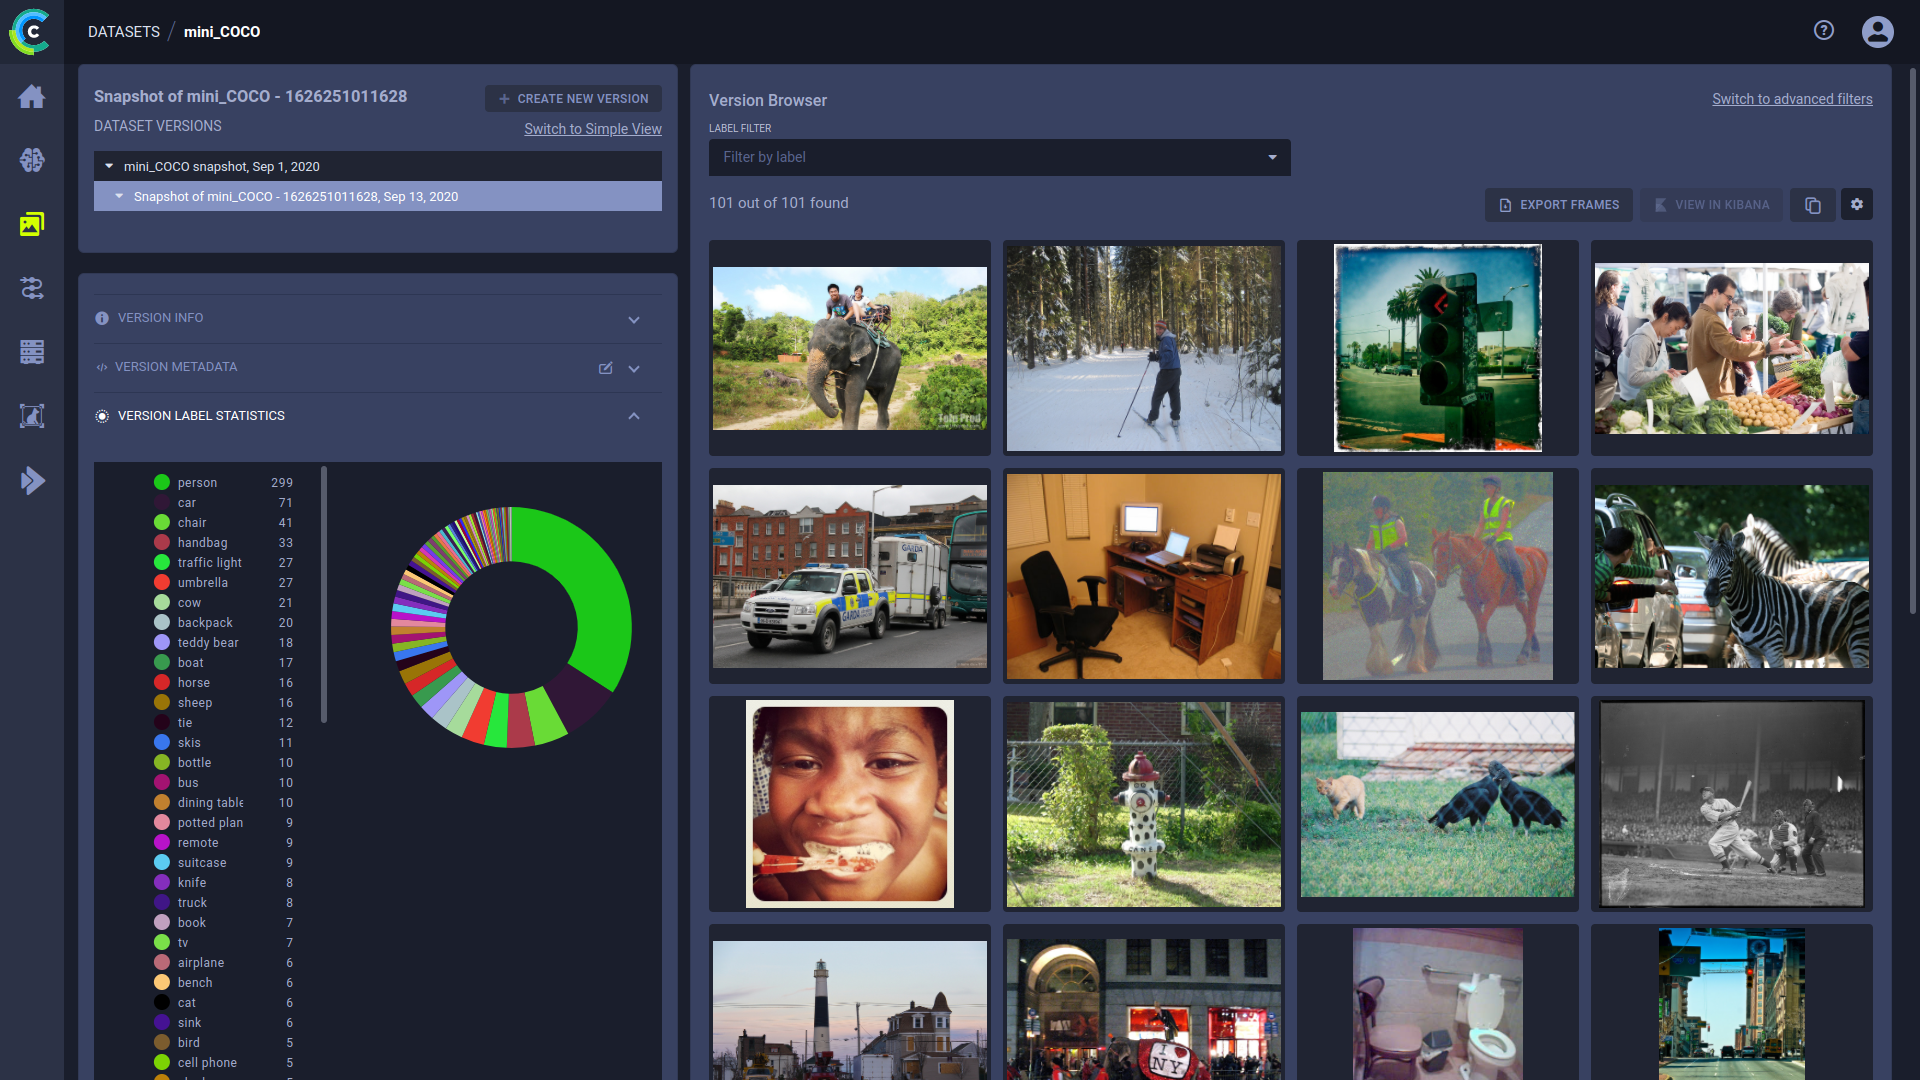 DATASETS / mini_COCO
Snapshot of mini_COCO - 1626251011628
CREATE NEW VERSION
DATASET VERSIONS
Switch to Simple View
mini_COCO snapshot, Sep 1, 2020
Snapshot of mini_COCO - 1626251011628, Sep 13, 2020
VERSION INFO
VERSION METADATA
VERSION LABEL STATISTICS
person 299
car 71
chair 41
handbag 33
traffic light 27
umbrella 27
cow 21
backpack 20
teddy bear 18
boat 17
horse 16
sheep 16
tie 12
skis 11
bottle 10
bus 10
dining table 10
potted plan 9
remote 9
suitcase 9
knife 8
truck 8
book 7
tv 7
airplane 6
bench 6
cat 6
sink 6
bird 5
cell phone 5
Version Browser
Switch to advanced filters
LABEL FILTER
Filter by label
101 out of 101 found
EXPORT FRAMES
VIEW IN KIBANA
GARDA
GARDA
I
NY